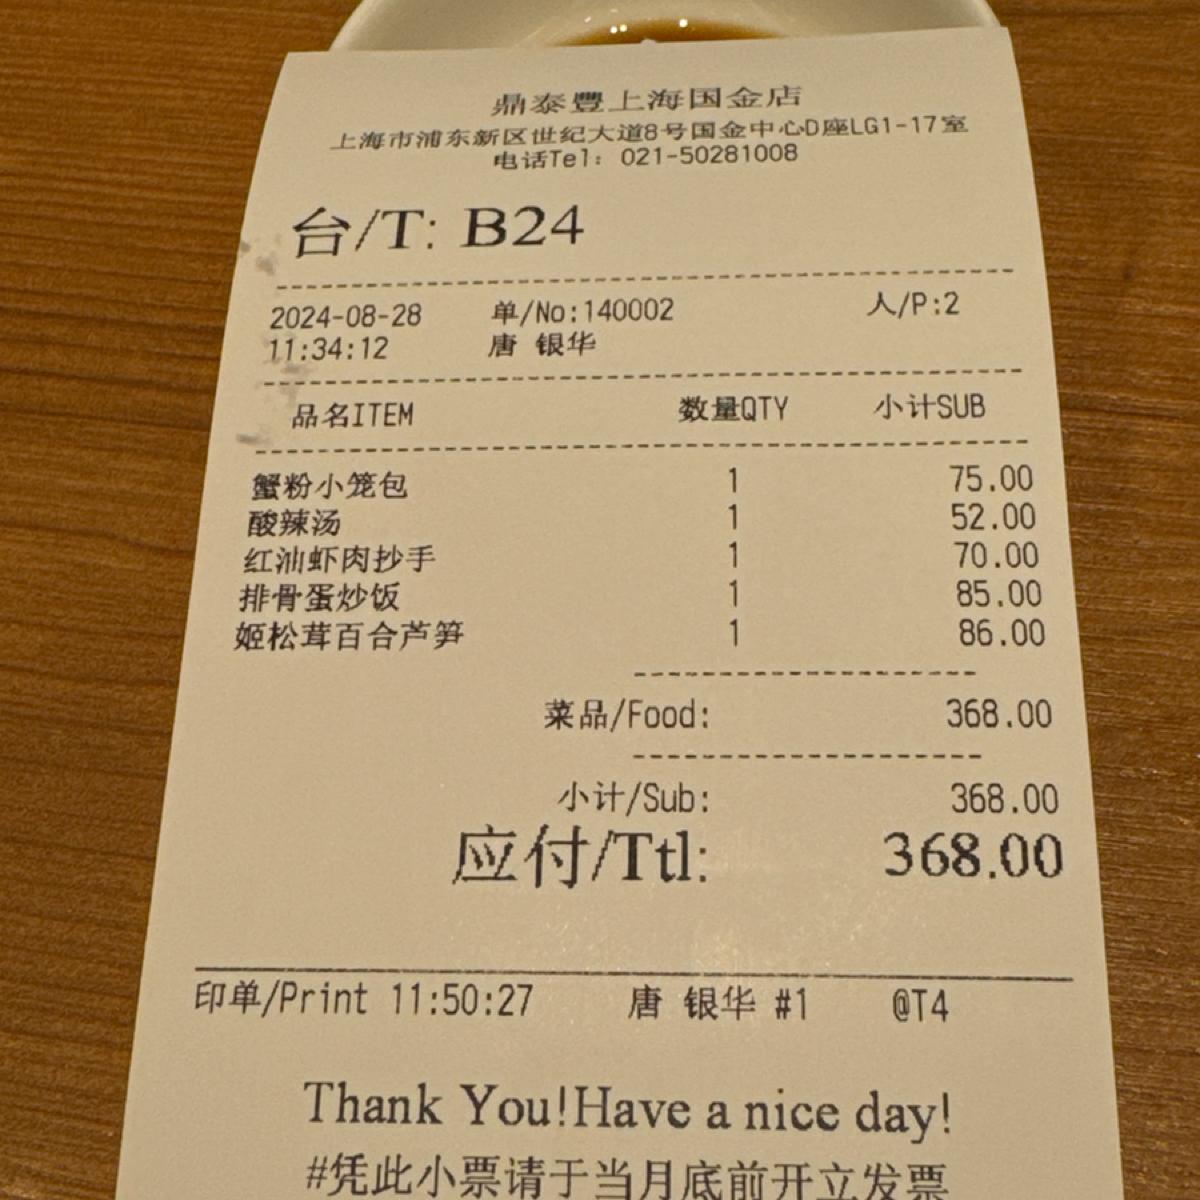 鼎泰豐上海国金店
上海市浦东新区世纪大道8号国金中心D座LG1-17室
电话Tel: 021-50281008
台/T: B24
2024-08-28 单/No:140002 人/P:2
11:34:12 唐 银华
品名ITEM 数量QTY 小计SUB
蟹粉小笼包 1 75.00
酸辣汤 1 52.00
红油虾肉抄手 1 70.00
排骨蛋炒饭 1 85.00
姬松茸百合芦笋 1 86.00
菜品/Food: 368.00
小计/Sub: 368.00
应付/Ttl: 368.00
印单/Print 11:50:27 唐 银华 #1 @T4
Thank You!Have a nice day!
#凭此小票请于当月底前开立发票